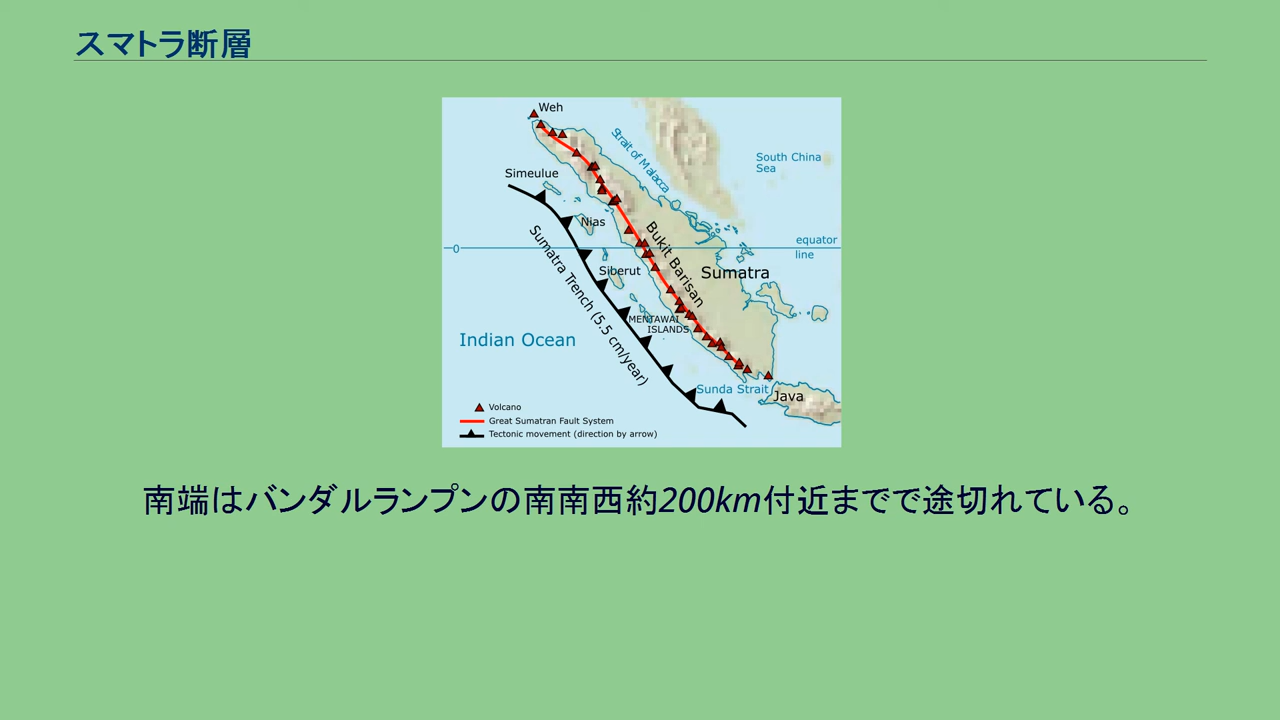 スマトラ断層
Weh
Strait of Malacca
South China
Sea
Simeulue
Nias
equator
0
line
Bukit Barisan
Sumatra Trench (5.5 cm/year)
Siberut
Sumatra
MENTAWAI
ISLANDS
Indian Ocean
Sunda Strait
Java
Volcano
Great Sumatran Fault System
Tectonic movement (direction by arrow)
南端はバンダルランプンの南南西約200km付近までで途切れている。